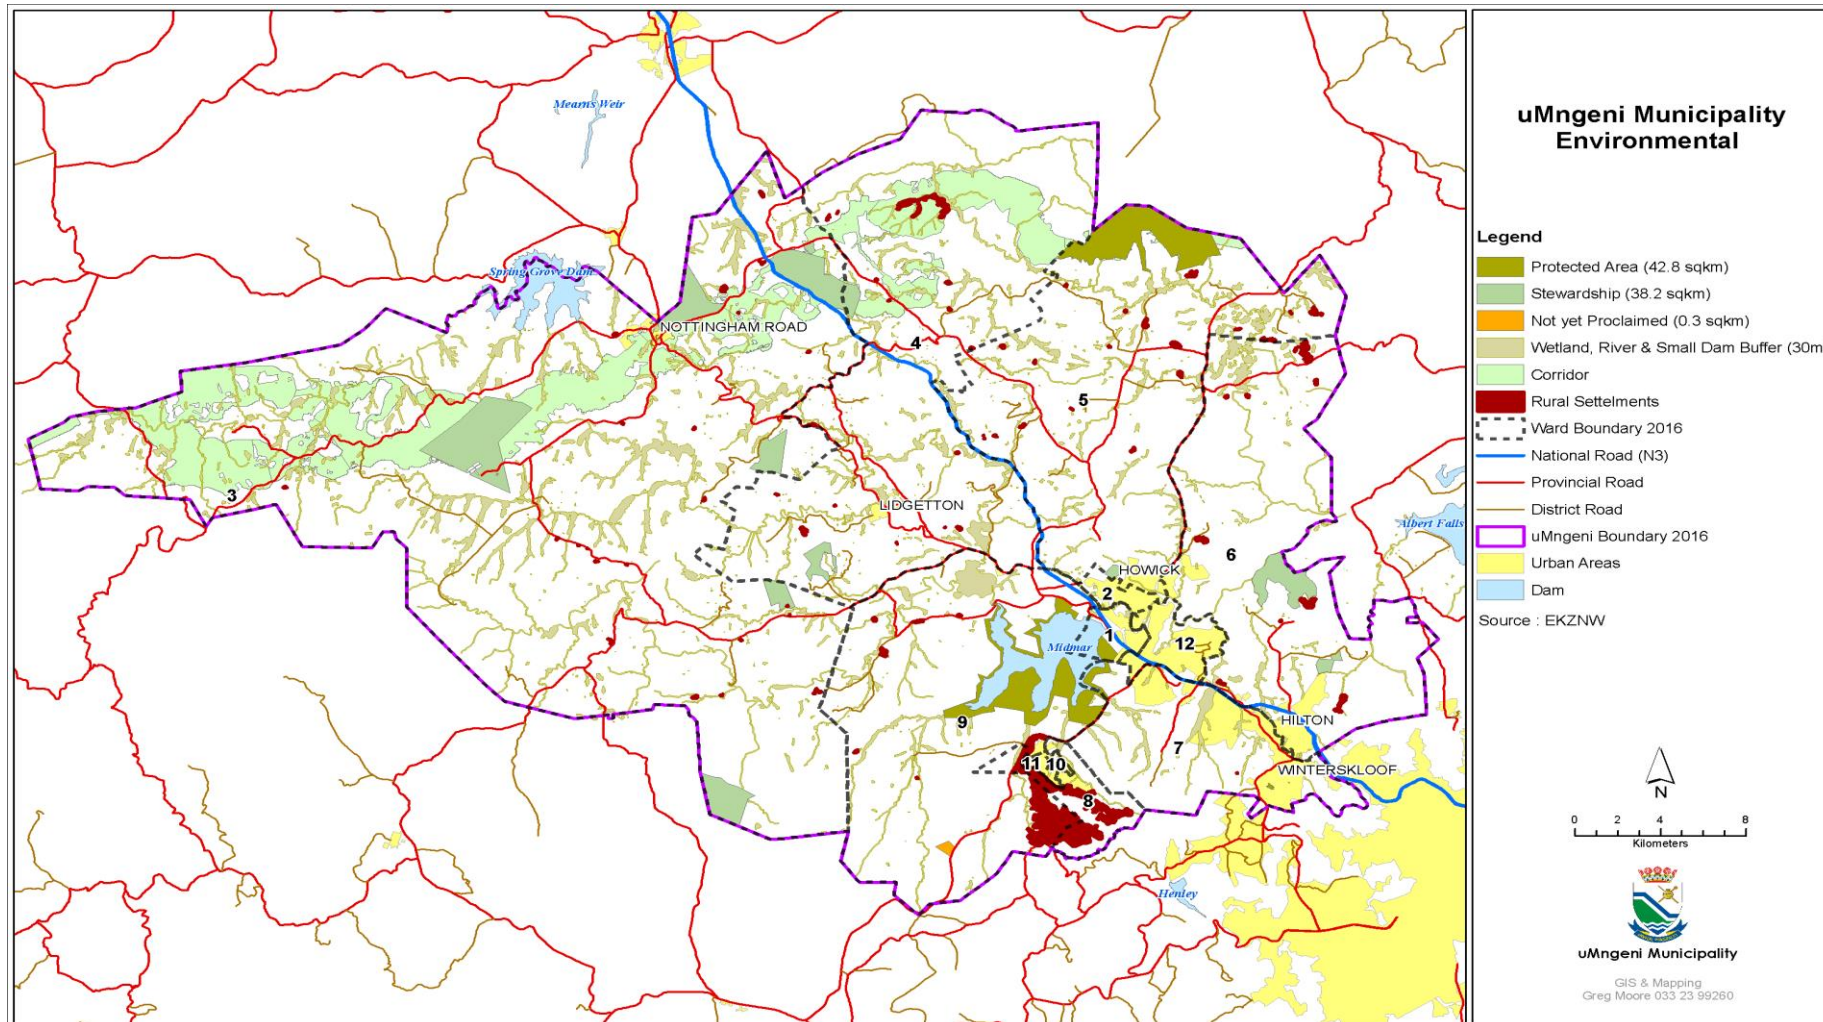 uMngeni Municipality
Environmental
Legend
Protected Area (42.8 sqkm)
Stewardship (38.2 sqkm)
Not yet Proclaimed (0.3 sqkm)
Wetland, River & Small Dam Buffer (30m
Corridor
Rural Settelments
Ward Boundary 2016
National Road (N3)
Provincial Road
District Road
uMngeni Boundary 2016
Urban Areas
Dam
Source : EKZNW
N
0 2 4 8
Kilometers
uMngeni Municipality
GIS & Mapping
Greg Moore 033 23 99260
Mearns Weir
Spring Grove Dam
NOTTINGHAM ROAD
4
5
3
LIDGETTON
Albert Falls
6
HOWICK
2
1
12
Midmar
9
HILTON
7
WINTERSKLOOF
11
10
8
Henley